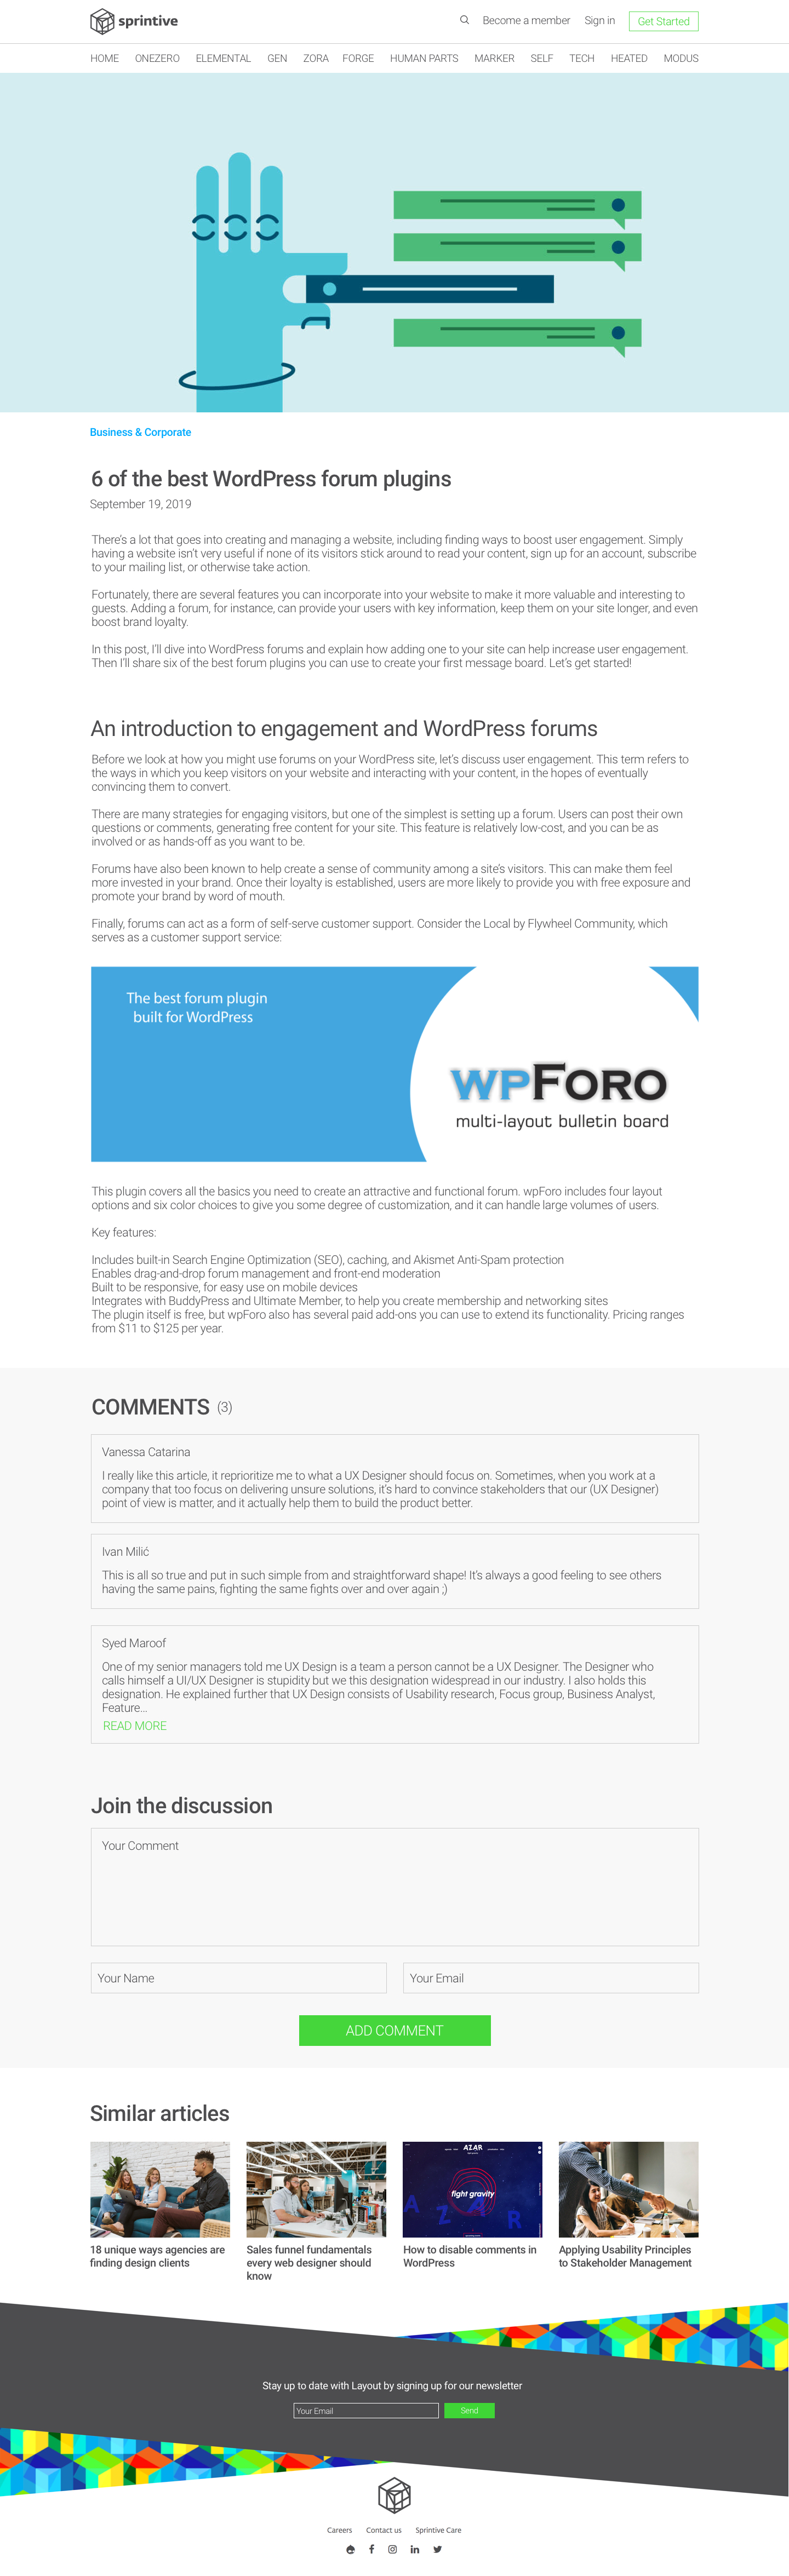 sprintive
Become a member Sign in Get Started
HOME ONEZERO ELEMENTAL GEN ZORA FORGE HUMAN PARTS MARKER SELF TECH HEATED MODUS
Business & Corporate
6 of the best WordPress forum plugins
September 19, 2019
There's a lot that goes into creating and managing a website, including finding ways to boost user engagement. Simply
having a website isn't very useful if none of its visitors stick around to read your content, sign up for an account, subscribe
to your mailing list, or otherwise take action.
Fortunately, there are several features you can incorporate into your website to make it more valuable and interesting to
guests. Adding a forum, for instance, can provide your users with key information, keep them on your site longer, and even
boost brand loyalty.
In this post, I'll dive into WordPress forums and explain how adding one to your site can help increase user engagement.
Then I'll share six of the best forum plugins you can use to create your first message board. Let's get started!
An introduction to engagement and WordPress forums
Before we look at how you might use forums on your WordPress site, let's discuss user engagement. This term refers to
the ways in which you keep visitors on your website and interacting with your content, in the hopes of eventually
convincing them to convert.
There are many strategies for engaging visitors, but one of the simplest is setting up a forum. Users can post their own
questions or comments, generating free content for your site. This feature is relatively low-cost, and you can be as
involved or as hands-off as you want to be.
Forums have also been known to help create a sense of community among a site's visitors. This can make them feel
more invested in your brand. Once their loyalty is established, users are more likely to provide you with free exposure and
promote your brand by word of mouth.
Finally, forums can act as a form of self-serve customer support. Consider the Local by Flywheel Community, which
serves as a customer support service:
The best forum plugin
built for WordPress
wpForo
multi-layout bulletin board
This plugin covers all the basics you need to create an attractive and functional forum. wpForo includes four layout
options and six color choices to give you some degree of customization, and it can handle large volumes of users.
Key features:
Includes built-in Search Engine Optimization (SEO), caching, and Akismet Anti-Spam protection
Enables drag-and-drop forum management and front-end moderation
Built to be responsive, for easy use on mobile devices
Integrates with BuddyPress and Ultimate Member, to help you create membership and networking sites
The plugin itself is free, but wpForo also has several paid add-ons you can use to extend its functionality. Pricing ranges
from $11 to $125 per year.
COMMENTS (3)
Vanessa Catarina
I really like this article, it reprioritize me to what a UX Designer should focus on. Sometimes, when you work at a
company that too focus on delivering unsure solutions, it's hard to convince stakeholders that our (UX Designer)
point of view is matter, and it actually help them to build the product better.
Ivan Milić
This is all so true and put in such simple from and straightforward shape! It's always a good feeling to see others
having the same pains, fighting the same fights over and over again ;)
Syed Maroof
One of my senior managers told me UX Design is a team a person cannot be a UX Designer. The Designer who
calls himself a UI/UX Designer is stupidity but we this designation widespread in our industry. I also holds this
designation. He explained further that UX Design consists of Usability research, Focus group, Business Analyst,
Feature...
READ MORE
Join the discussion
Your Comment
Your Name Your Email
ADD COMMENT
Similar articles
AZAR
fight gravity
A Z A R
18 unique ways agencies are
finding design clients
Sales funnel fundamentals
every web designer should
know
How to disable comments in
WordPress
Applying Usability Principles
to Stakeholder Management
Stay up to date with Layout by signing up for our newsletter
Your Email Send
Careers Contact us Sprintive Care